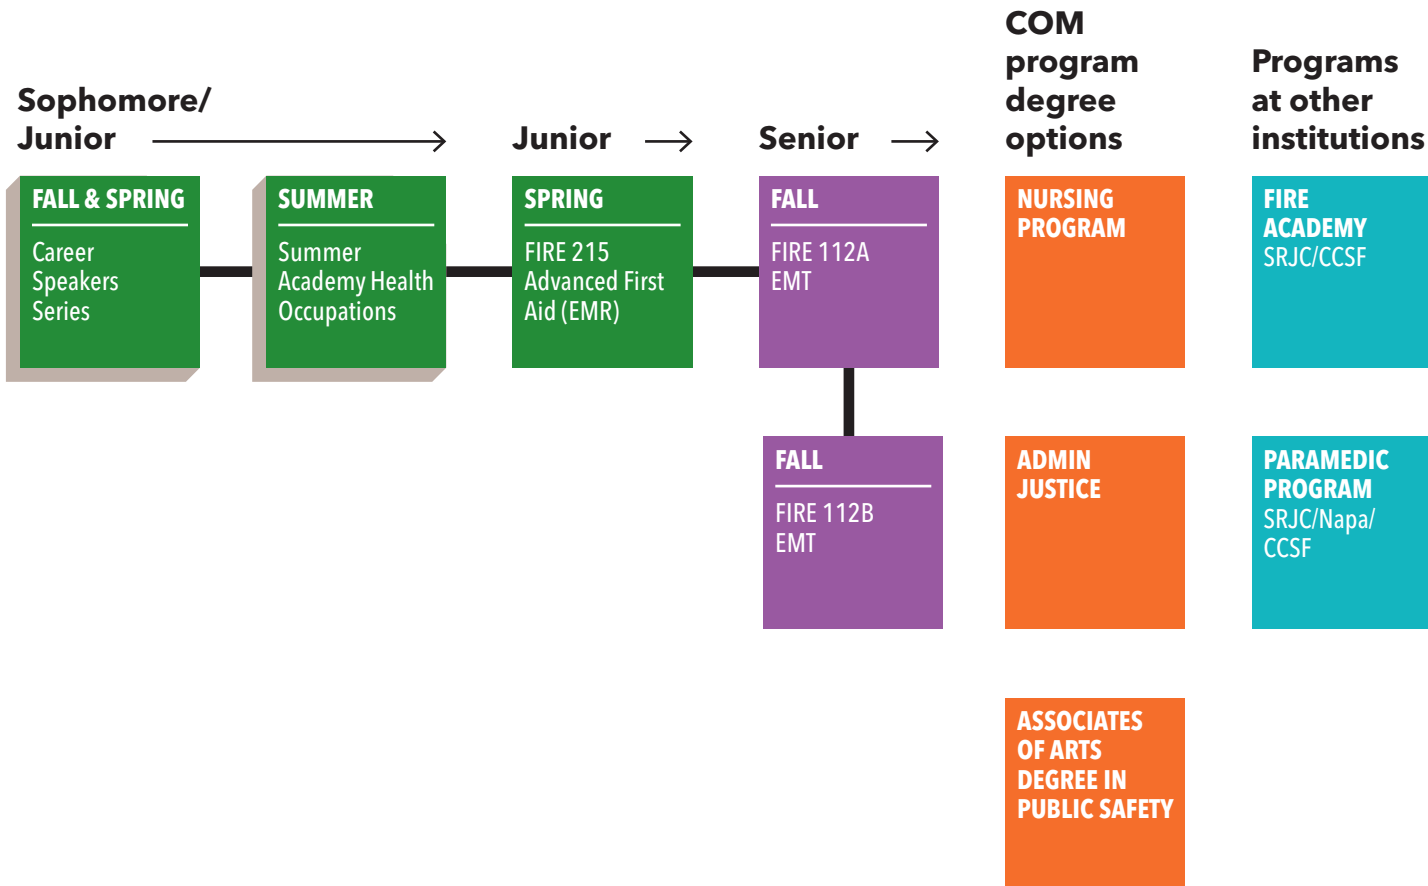 Sophomore/
Junior
Junior
Senior
COM
program
degree
options
Programs
at other
institutions
FALL & SPRING
Career
Speakers
Series
SUMMER
Summer
Academy Health
Occupations
SPRING
FIRE 215
Advanced First
Aid (EMR)
FALL
FIRE 112A
EMT
NURSING
PROGRAM
FIRE
ACADEMY
SRJC/CCSF
FALL
FIRE 112B
EMT
ADMIN
JUSTICE
PARAMEDIC
PROGRAM
SRJC/Napa/
CCSF
ASSOCIATES
OF ARTS
DEGREE IN
PUBLIC SAFETY